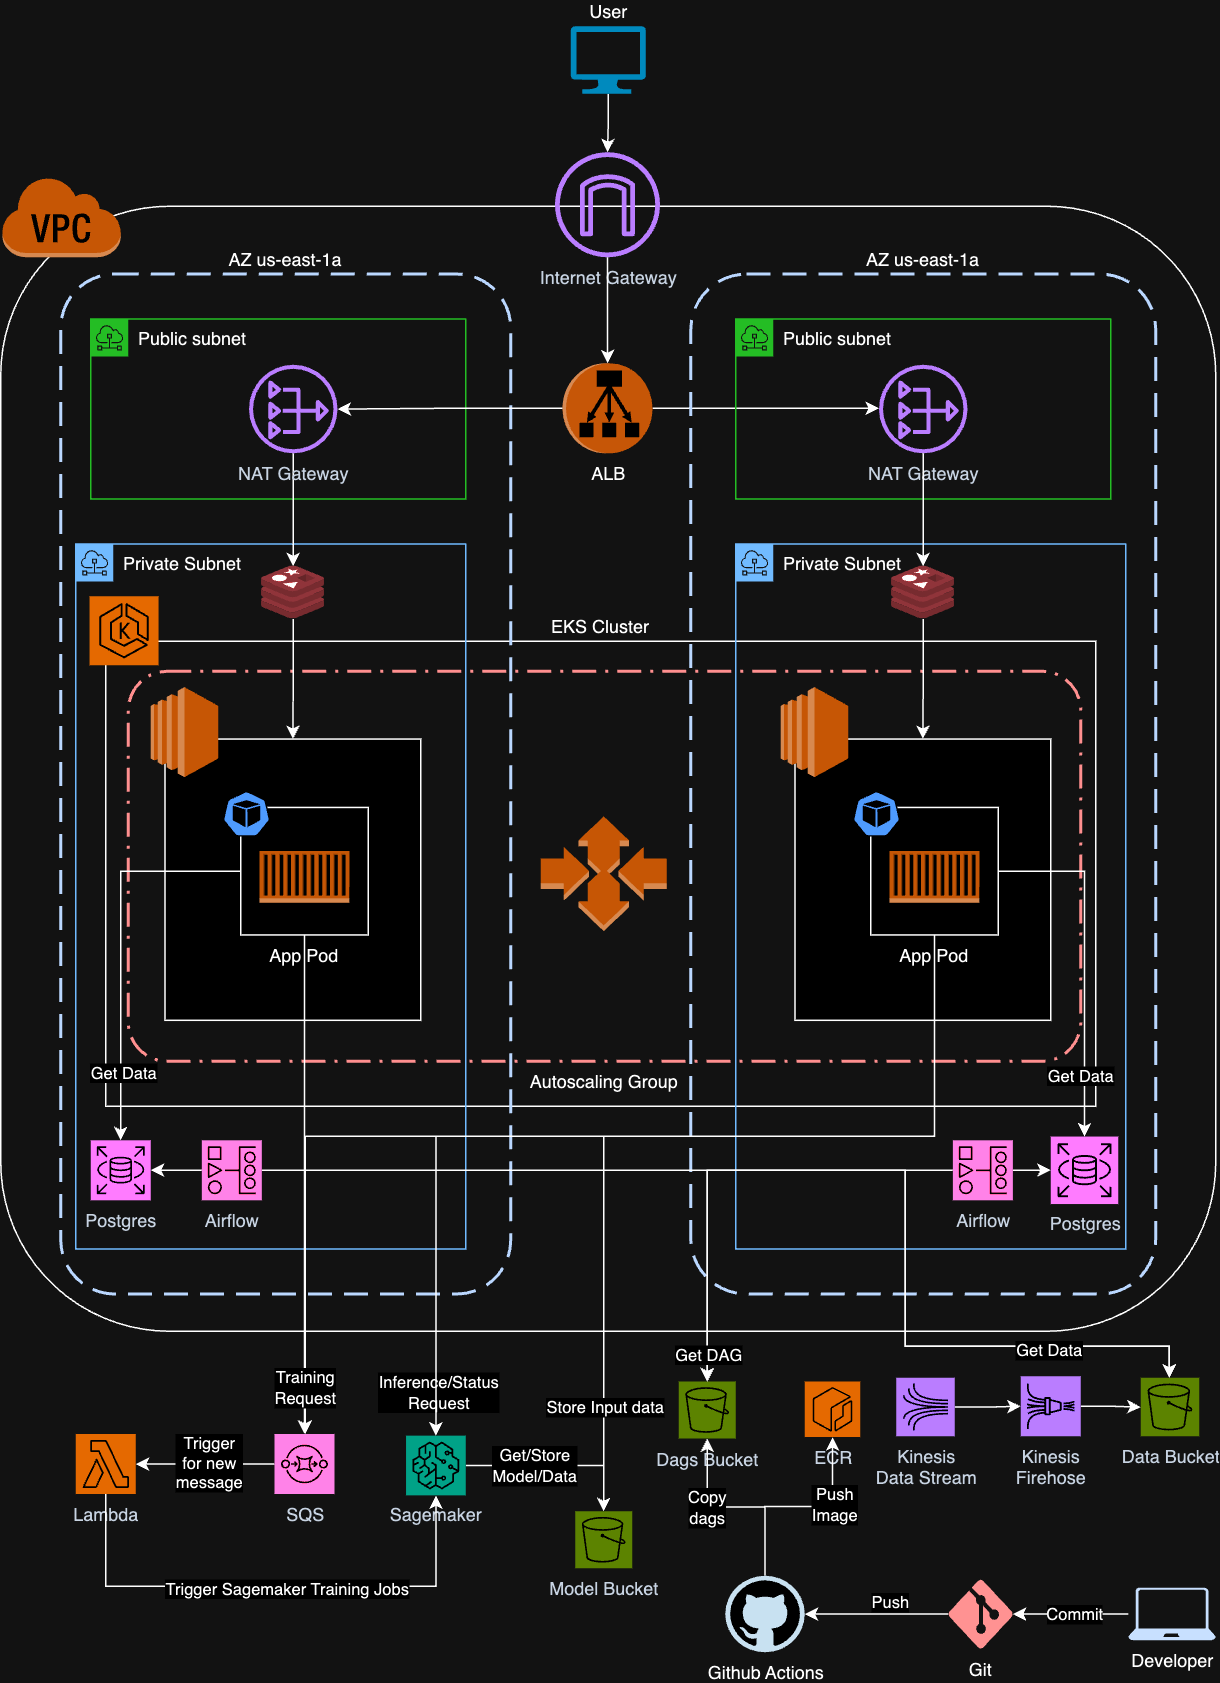 User
VPC
Internet Gateway
AZ us-east-1a
AZ us-east-1a
Public subnet
Public subnet
NAT Gateway
ALB
NAT Gateway
Private Subnet
Private Subnet
K
EKS Cluster
App Pod
App Pod
Get Data
Autoscaling Group
Get Data
Postgres
Airflow
Airflow
Postgres
Training
Request
Inference/Status
Request
Get DAG
Get Data
Store Input data
Trigger
for new
message
Get/Store
Model/Data
Dags Bucket
ECR
Kinesis
Data Stream
Kinesis
Firehose
Data Bucket
Lambda
SQS
Sagemaker
Copy
dags
Push
Image
Trigger Sagemaker Training Jobs
Model Bucket
Push
Commit
Github Actions
Git
Developer